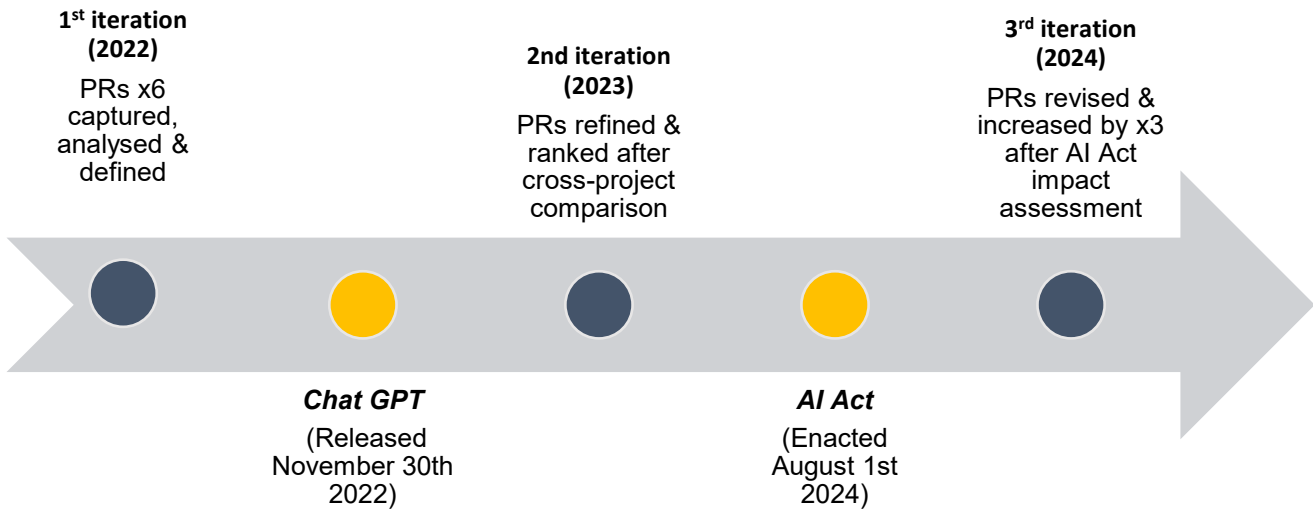 1st iteration
(2022)
PRs x6
captured,
analysed &
defined
2nd iteration
(2023)
PRs refined &
ranked after
cross-project
comparison
3rd iteration
(2024)
PRs revised &
increased by x3
after AI Act
impact
assessment
Chat GPT
(Released
November 30th
2022)
AI Act
(Enacted
August 1st
2024)